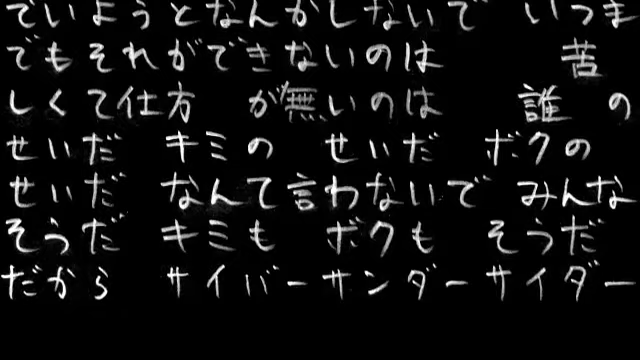 でいようとなんかしないで いつま
でもそれができないのは 苦
しくて仕方 が無いのは 誰 の
せいだ キミの せいだ ボクの
せいだ なんて言わないで みんな
そうだ キミも ボクも そうだ
だから サイバーサンダーサイダー